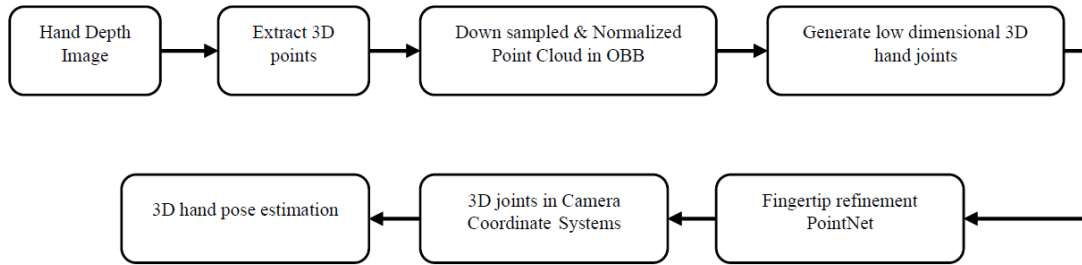 Hand Depth
Image
Extract 3D
points
Down sampled & Normalized
Point Cloud in OBB
Generate low dimensional 3D
hand joints
Fingertip refinement
PointNet
3D joints in Camera
Coordinate Systems
3D hand pose estimation